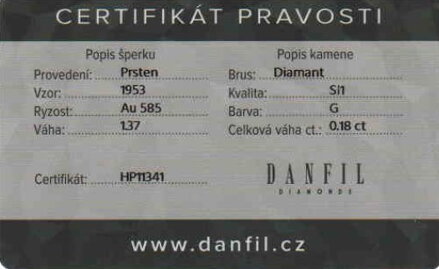 CERTIFIKÁT PRAVOSTI
Popis šperku
Provedení: Prsten
Vzor: 1953
Ryzost: Au 585
Váha: 1.37
Certifikát: HP11341
Popis kamene
Brus: Diamant
Kvalita: SI1
Barva: G
Celková váha ct.: 0.18 ct
DANFIL
DIAMONDS
www.danfil.cz